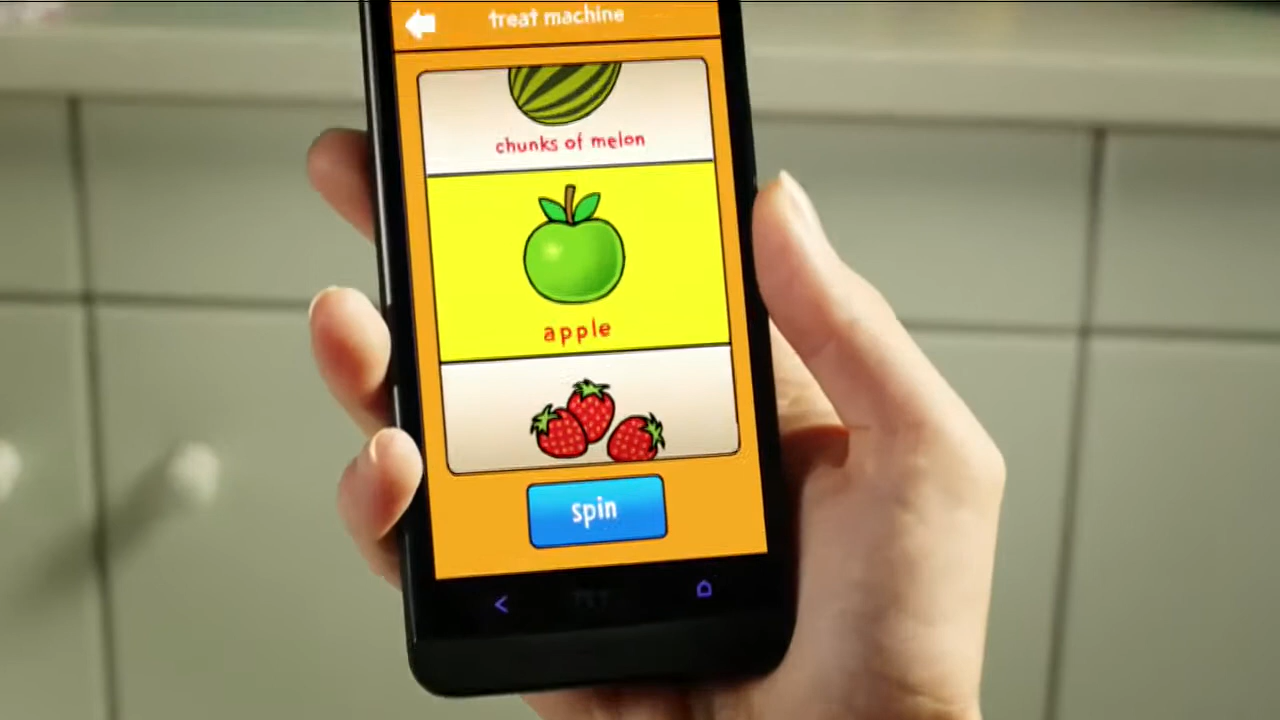 treat machine
chunks of melon
apple
spin